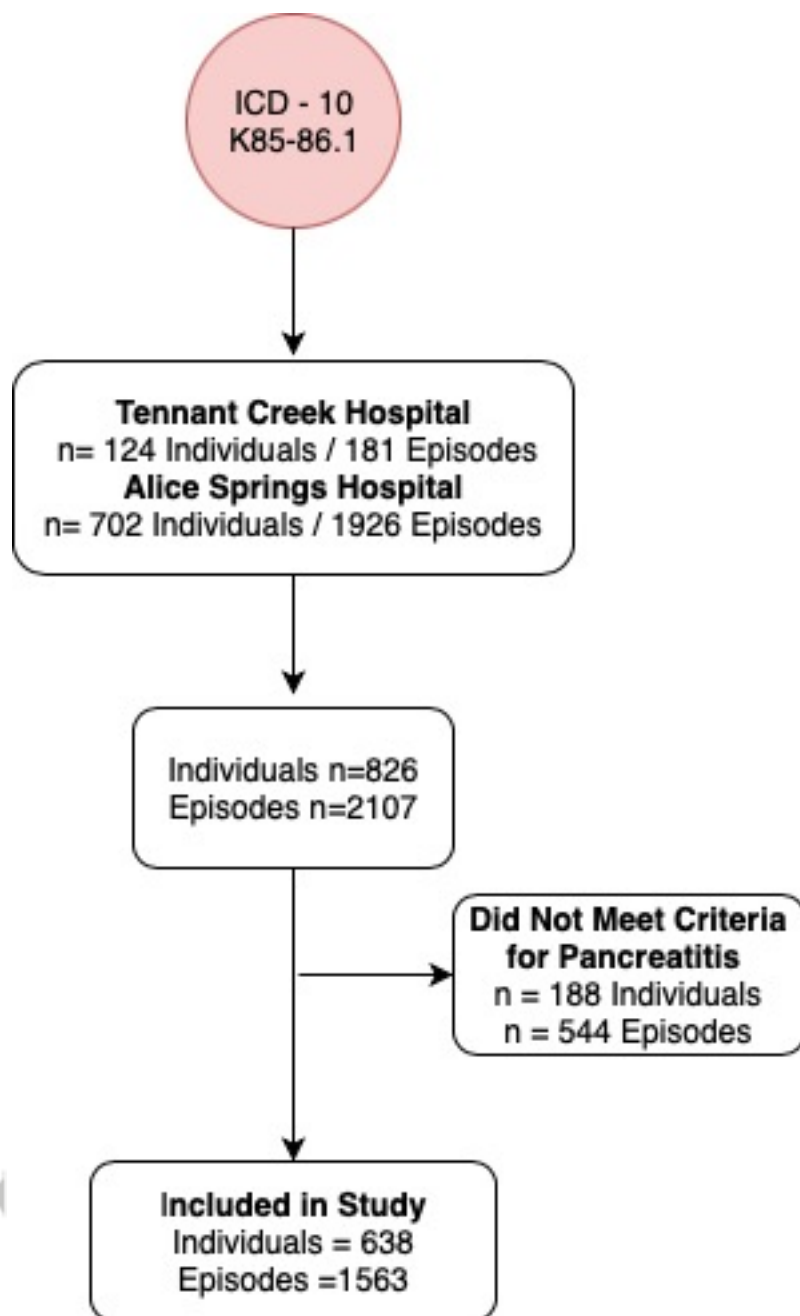 ICD - 10
K85-86.1
Tennant Creek Hospital
n= 124 Individuals / 181 Episodes
Alice Springs Hospital
n= 702 Individuals / 1926 Episodes
Individuals n=826
Episodes n=2107
Did Not Meet Criteria
for Pancreatitis
n = 188 Individuals
n = 544 Episodes
Included in Study
Individuals = 638
Episodes =1563